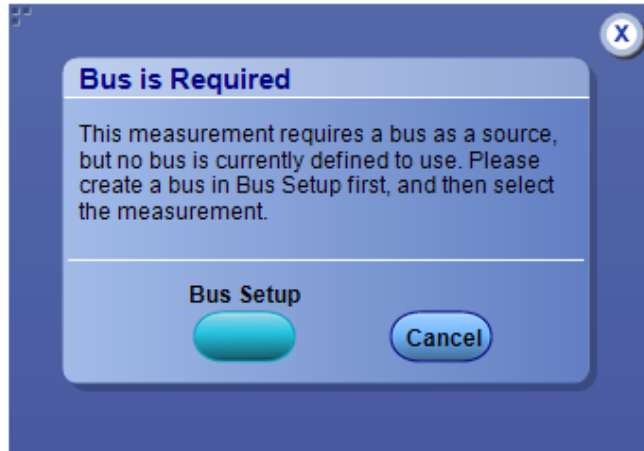 X
Bus is Required
This measurement requires a bus as a source,
but no bus is currently defined to use. Please
create a bus in Bus Setup first, and then select
the measurement.
Bus Setup
Cancel